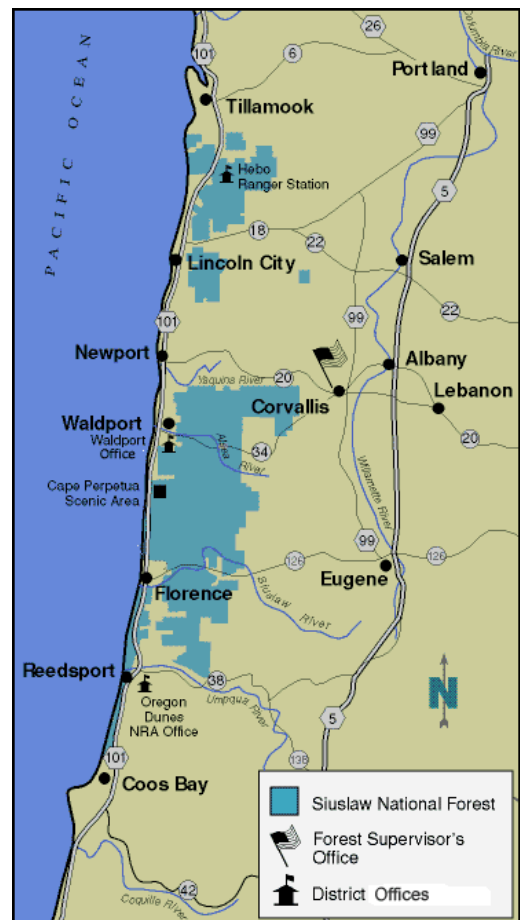 Columbia River
26
101
6
Portland
PACIFIC OCEAN
Tillamook
99
Hebo
Ranger Station
5
18
22
Lincoln City
Salem
22
101
99
Newport
Albany
Yaquina River
20
Corvallis
Lebanon
Waldport
Waldport
Office
Alsea
River
34
20
Cape Perpetua
Scenic Area
Willamette River
99
126
126
Eugene
Florence
Siuslaw River
Reedsport
38
Oregon
Dunes
NRA Office
Umpqua River
N
5
101
138
Coos Bay
Siuslaw National Forest
Forest Supervisor's
Office
District Offices
42
Coquille River